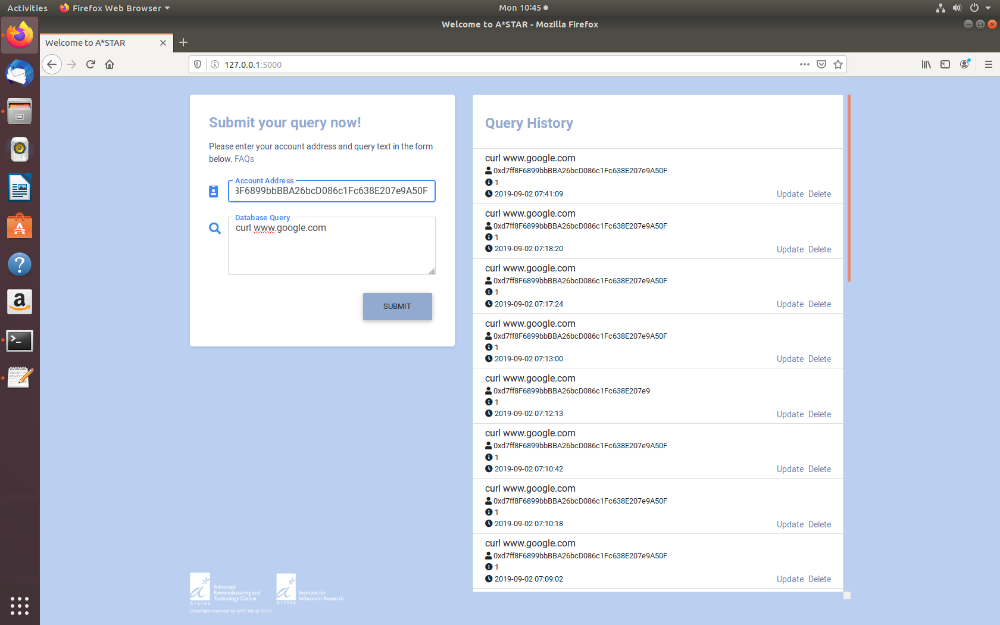 Activities
Firefox Web Browser
Mon 10:45
Welcome to A*STAR - Mozilla Firefox
Welcome to A*STAR
127.0.0.1:5000
Submit your query now!
Please enter your account address and query text in the form
below. FAQs
Account Address
8F6899bbBBA26bcD086c1Fc638E207e9A50F
Database Query
curl www.google.com
SUBMIT
Query History
curl www.google.com
0xd7ff8F6899bbBBA26bcD086c1Fc638E207e9A50F
1
2019-09-02 07:41:09
Update Delete
curl www.google.com
0xd7ff8F6899bbBBA26bcD086c1Fc638E207e9A50F
1
2019-09-02 07:18:20
Update Delete
curl www.google.com
0xd7ff8F6899bbBBA26bcD086c1Fc638E207e9A50F
1
2019-09-02 07:17:24
Update Delete
curl www.google.com
0xd7ff8F6899bbBBA26bcD086c1Fc638E207e9A50F
1
2019-09-02 07:13:00
Update Delete
curl www.google.com
0xd7ff8F6899bbBBA26bcD086c1Fc638E207e9
1
2019-09-02 07:12:13
Update Delete
curl www.google.com
0xd7ff8F6899bbBBA26bcD086c1Fc638E207e9A50F
1
2019-09-02 07:10:42
Update Delete
curl www.google.com
0xd7ff8F6899bbBBA26bcD086c1Fc638E207e9A50F
1
2019-09-02 07:10:18
Update Delete
curl www.google.com
0xd7ff8F6899bbBBA26bcD086c1Fc638E207e9A50F
1
2019-09-02 07:09:02
Update Delete
Advanced
Remanufacturing and
Technology Centre
A*STAR
Institute for
Infocomm Research
A*STAR
Copyright reserved by A*STAR @ 2019